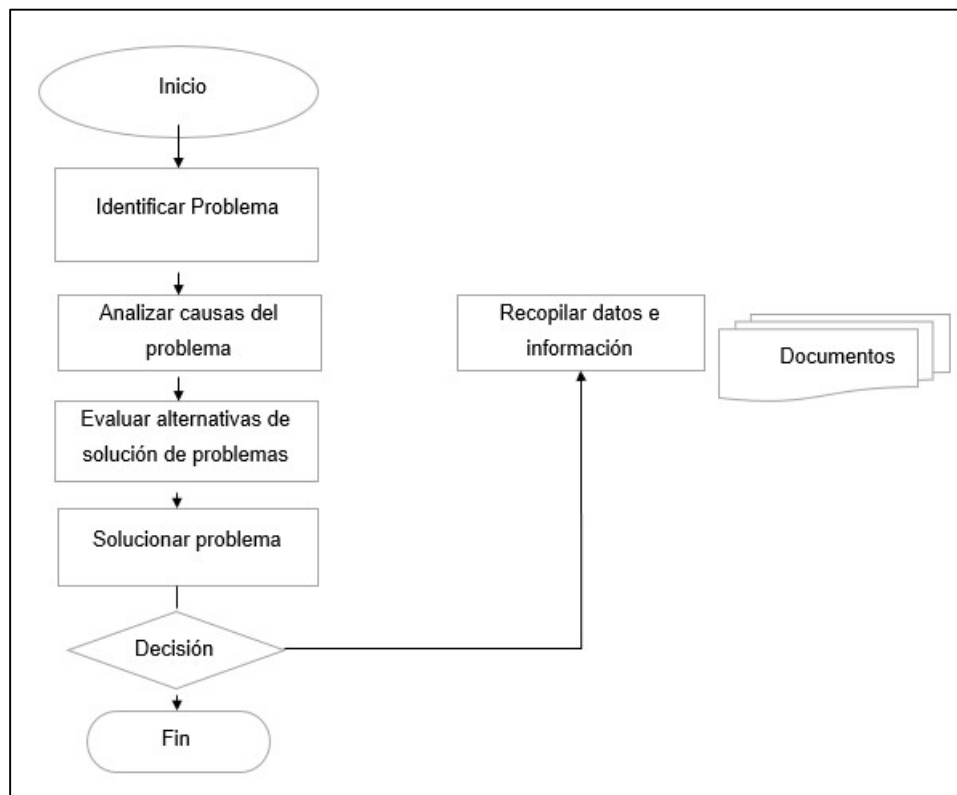 Inicio
Identificar Problema
Analizar causas del
problema
Recopilar datos e
información
Documentos
Evaluar alternativas de
solución de problemas
Solucionar problema
Decisión
Fin